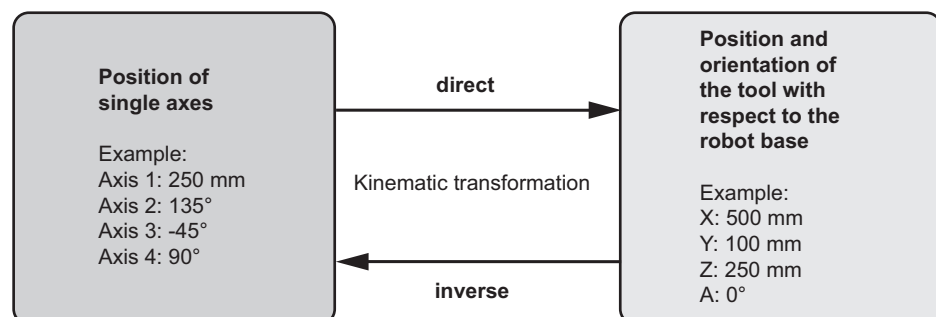 Position of
single axes
Example:
Axis 1: 250 mm
Axis 2: 135°
Axis 3: -45°
Axis 4: 90°
direct
Kinematic transformation
inverse
Position and
orientation of
the tool with
respect to the
robot base
Example:
X: 500 mm
Y: 100 mm
Z: 250 mm
A: 0°